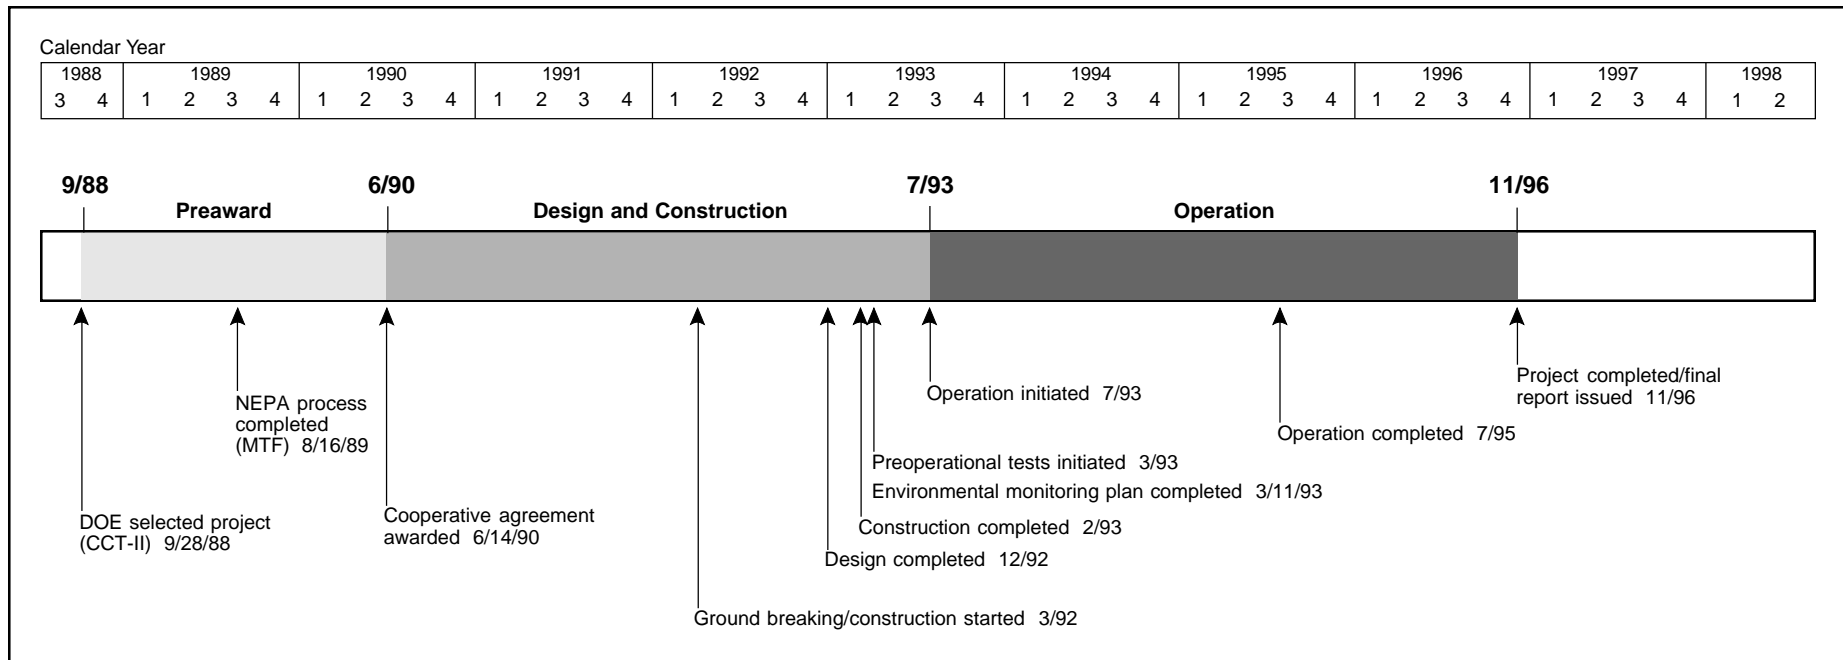 Calendar Year
1988 1989 1990 1991 1992 1993 1994 1995 1996 1997 1998
3 4 1 2 3 4 1 2 3 4 1 2 3 4 1 2 3 4 1 2 3 4 1 2 3 4 1 2 3 4 1 2 3 4 1 2 3 4 1 2
9/88 6/90 7/93 11/96
Preaward Design and Construction Operation
NEPA process
completed
(MTF) 8/16/89
DOE selected project
(CCT-II) 9/28/88
Cooperative agreement
awarded 6/14/90
Ground breaking/construction started 3/92
Design completed 12/92
Construction completed 2/93
Environmental monitoring plan completed 3/11/93
Preoperational tests initiated 3/93
Operation initiated 7/93
Operation completed 7/95
Project completed/final
report issued 11/96